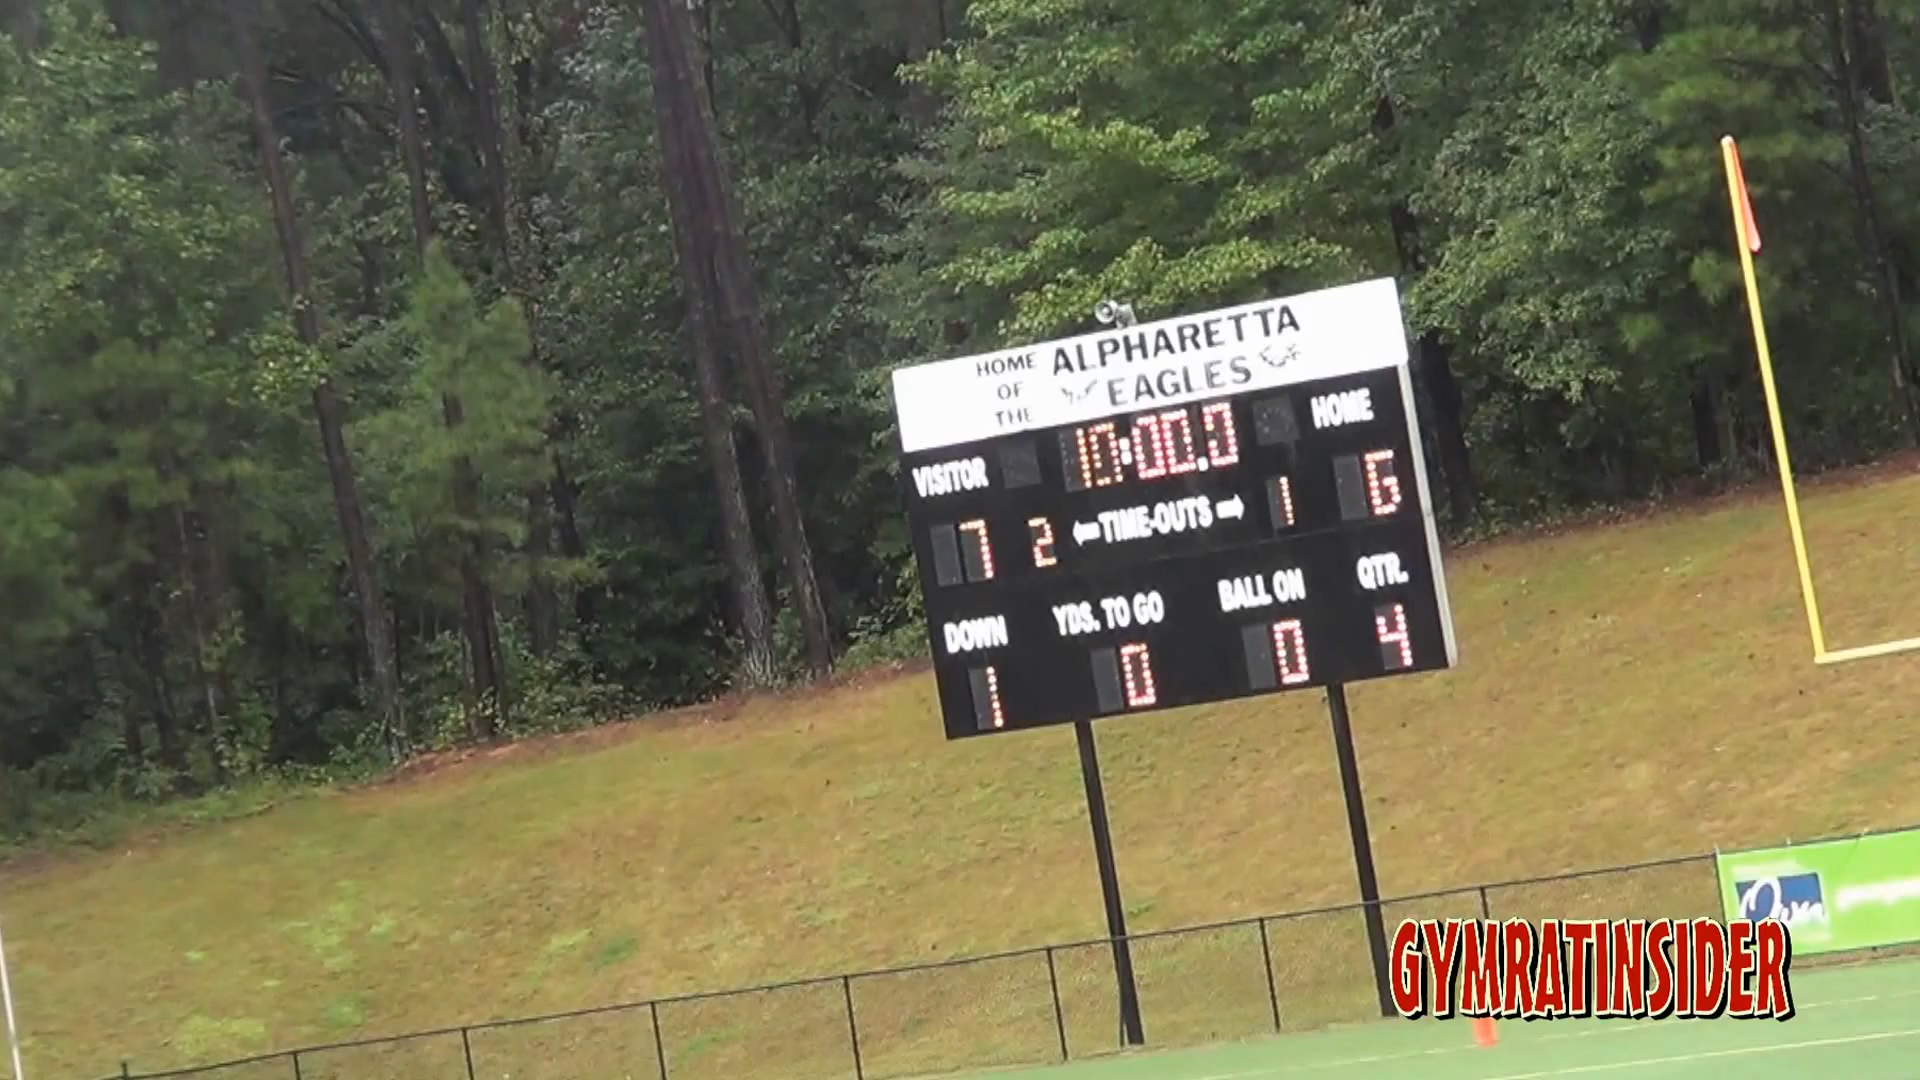 HOME ALPHARETTA
OF EAGLES
THE
10:00.0
VISITOR HOME
7 2 ←TIME-OUTS→ 1 6
DOWN YDS. TO GO BALL ON QTR.
1 0 0 4
Own
GYMRATINSIDER